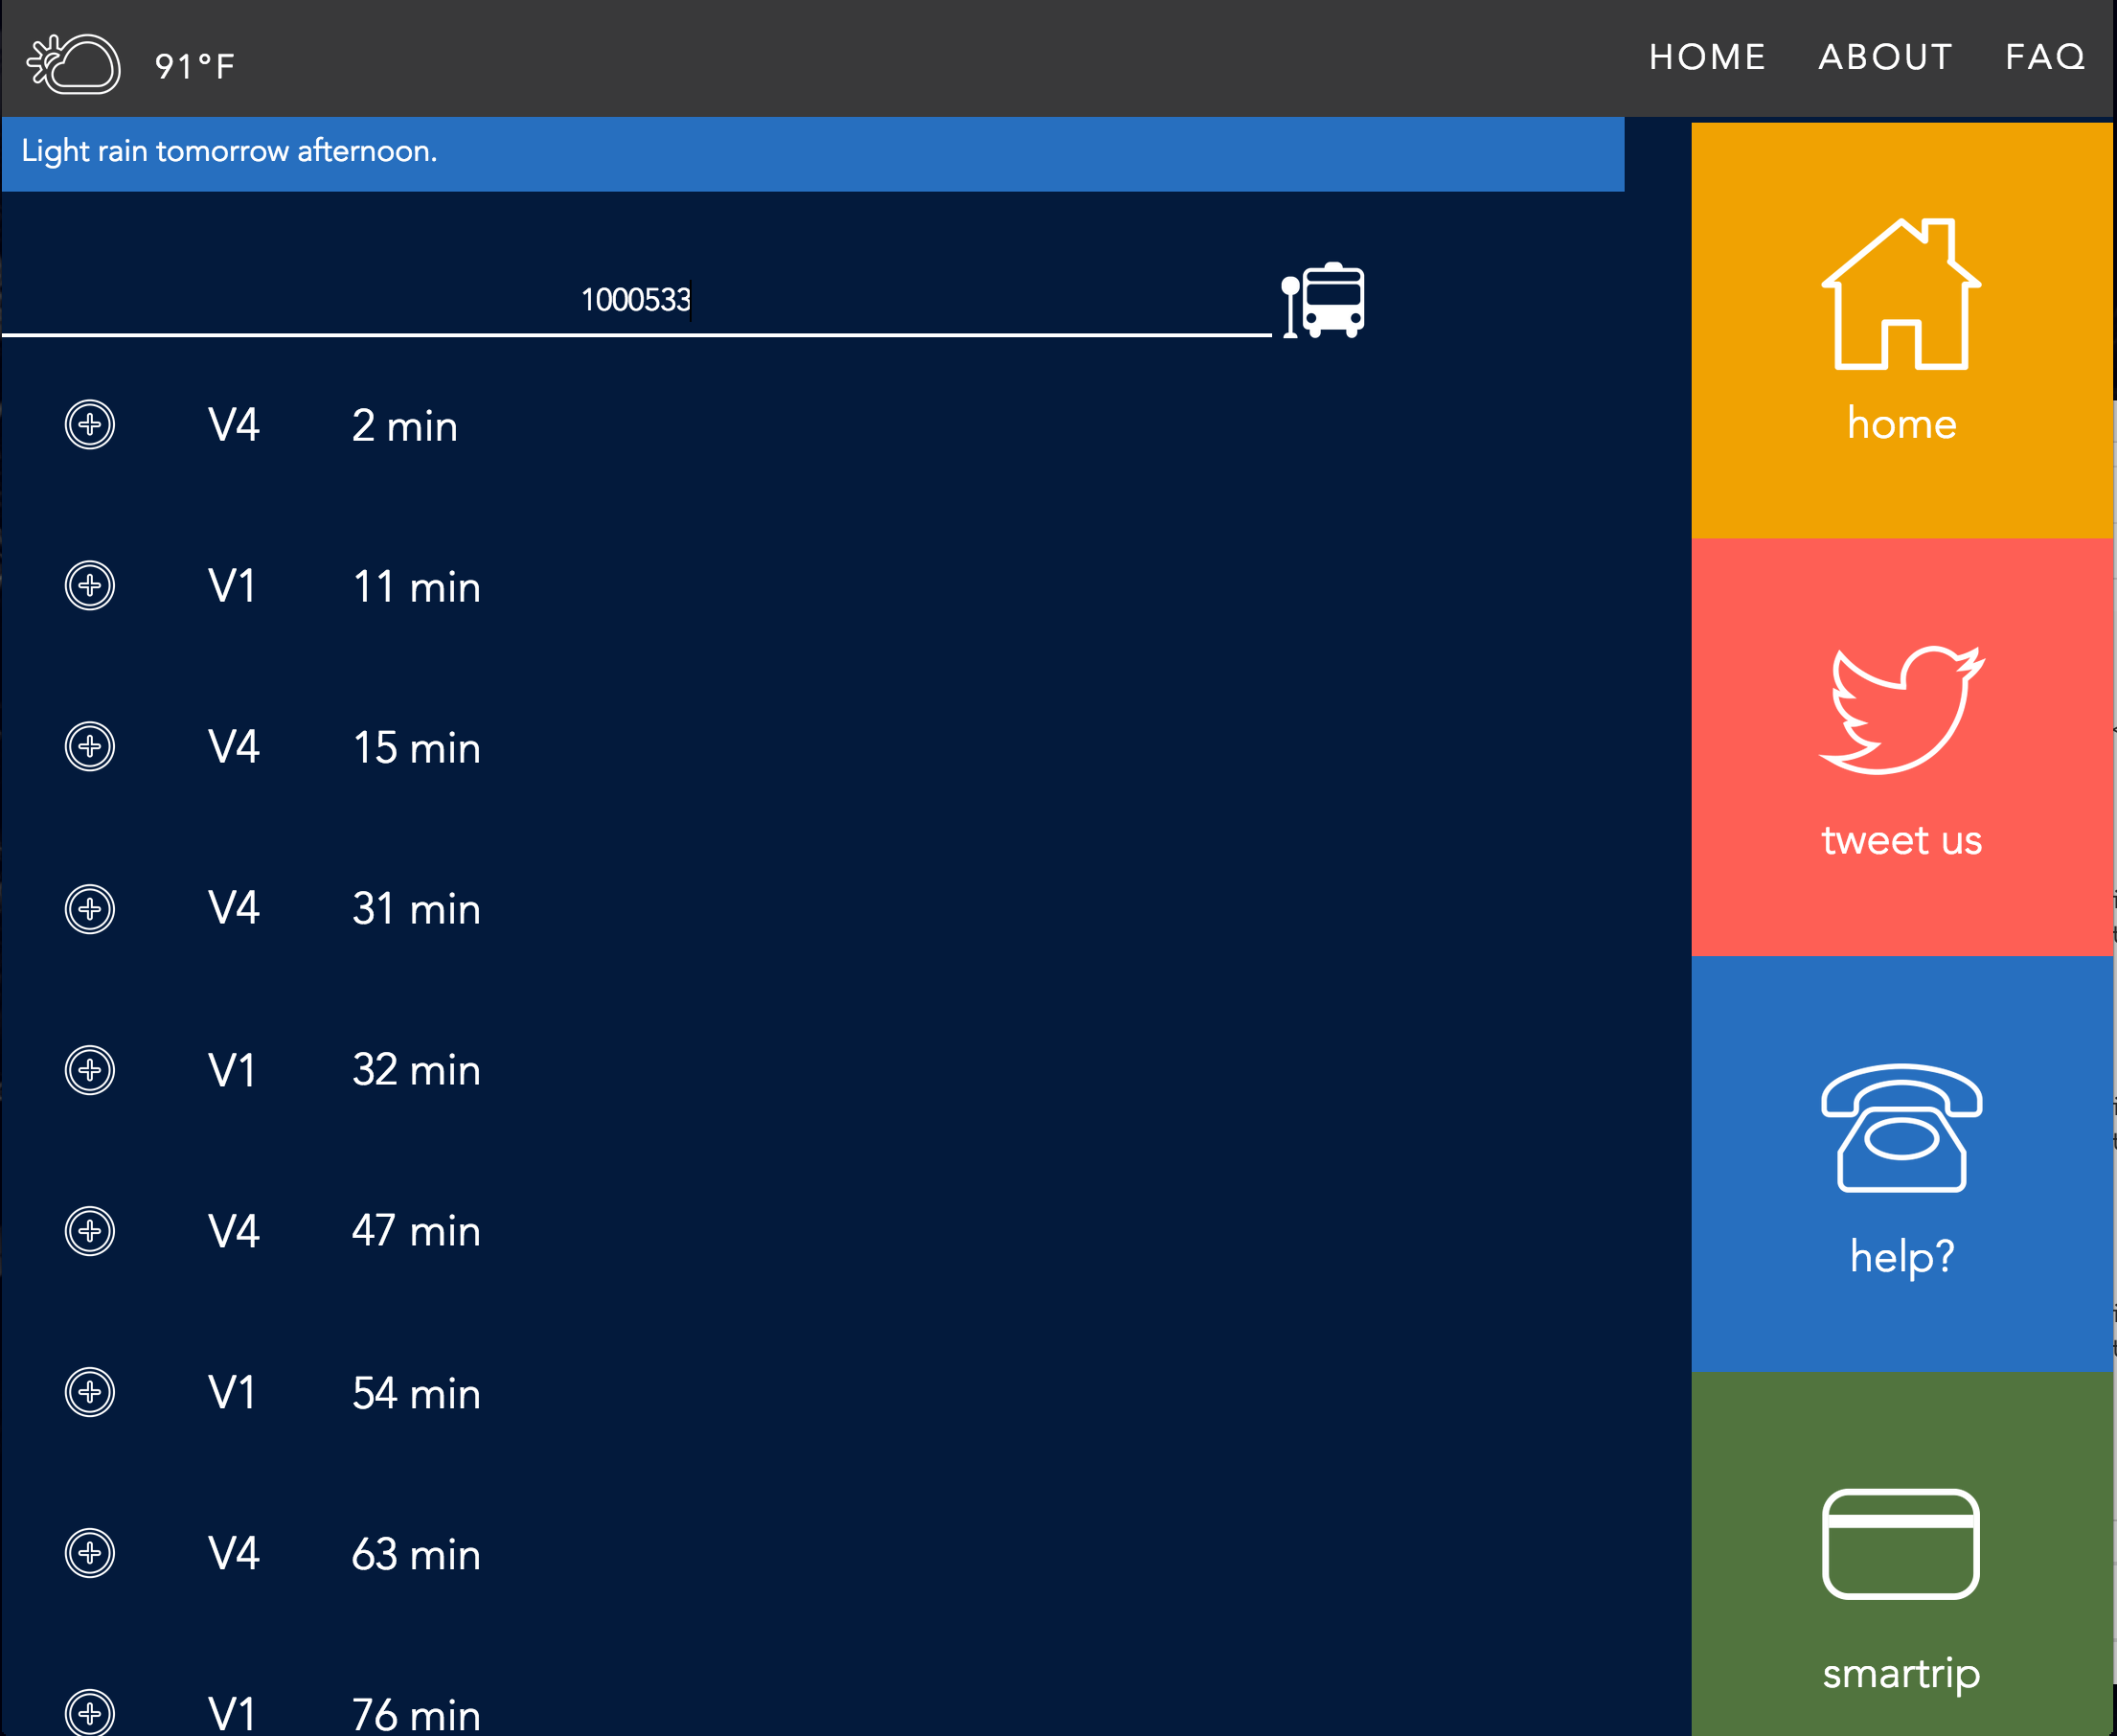 91°F
HOME ABOUT FAQ
Light rain tomorrow afternoon.
1000533
V4 2 min
V1 11 min
V4 15 min
V4 31 min
V1 32 min
V4 47 min
V1 54 min
V4 63 min
V1 76 min
home
tweet us
help?
smartrip